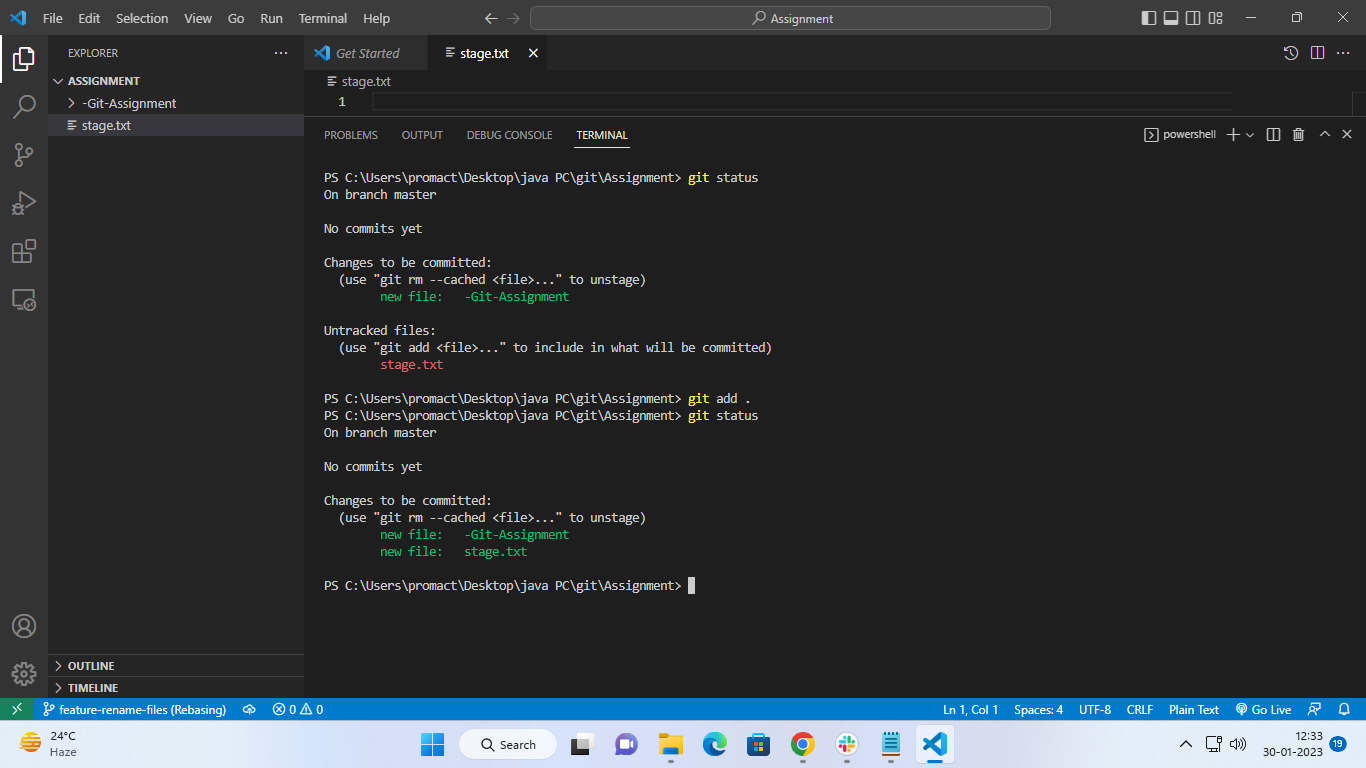 File Edit Selection View Go Run Terminal Help
Assignment
EXPLORER
ASSIGNMENT
-Git-Assignment
stage.txt
Get Started
stage.txt
stage.txt
1
PROBLEMS OUTPUT DEBUG CONSOLE TERMINAL
powershell
PS C:\Users\promact\Desktop\java PC\git\Assignment> git status
On branch master
No commits yet
Changes to be committed:
(use "git rm --cached <file>..." to unstage)
new file: -Git-Assignment
Untracked files:
(use "git add <file>..." to include in what will be committed)
stage.txt
PS C:\Users\promact\Desktop\java PC\git\Assignment> git add .
PS C:\Users\promact\Desktop\java PC\git\Assignment> git status
On branch master
No commits yet
Changes to be committed:
(use "git rm --cached <file>..." to unstage)
new file: -Git-Assignment
new file: stage.txt
PS C:\Users\promact\Desktop\java PC\git\Assignment>
OUTLINE
TIMELINE
feature-rename-files (Rebasing) 0 0 Ln 1, Col 1 Spaces: 4 UTF-8 CRLF Plain Text Go Live
24°C
Haze
Search
12:33
30-01-2023
19